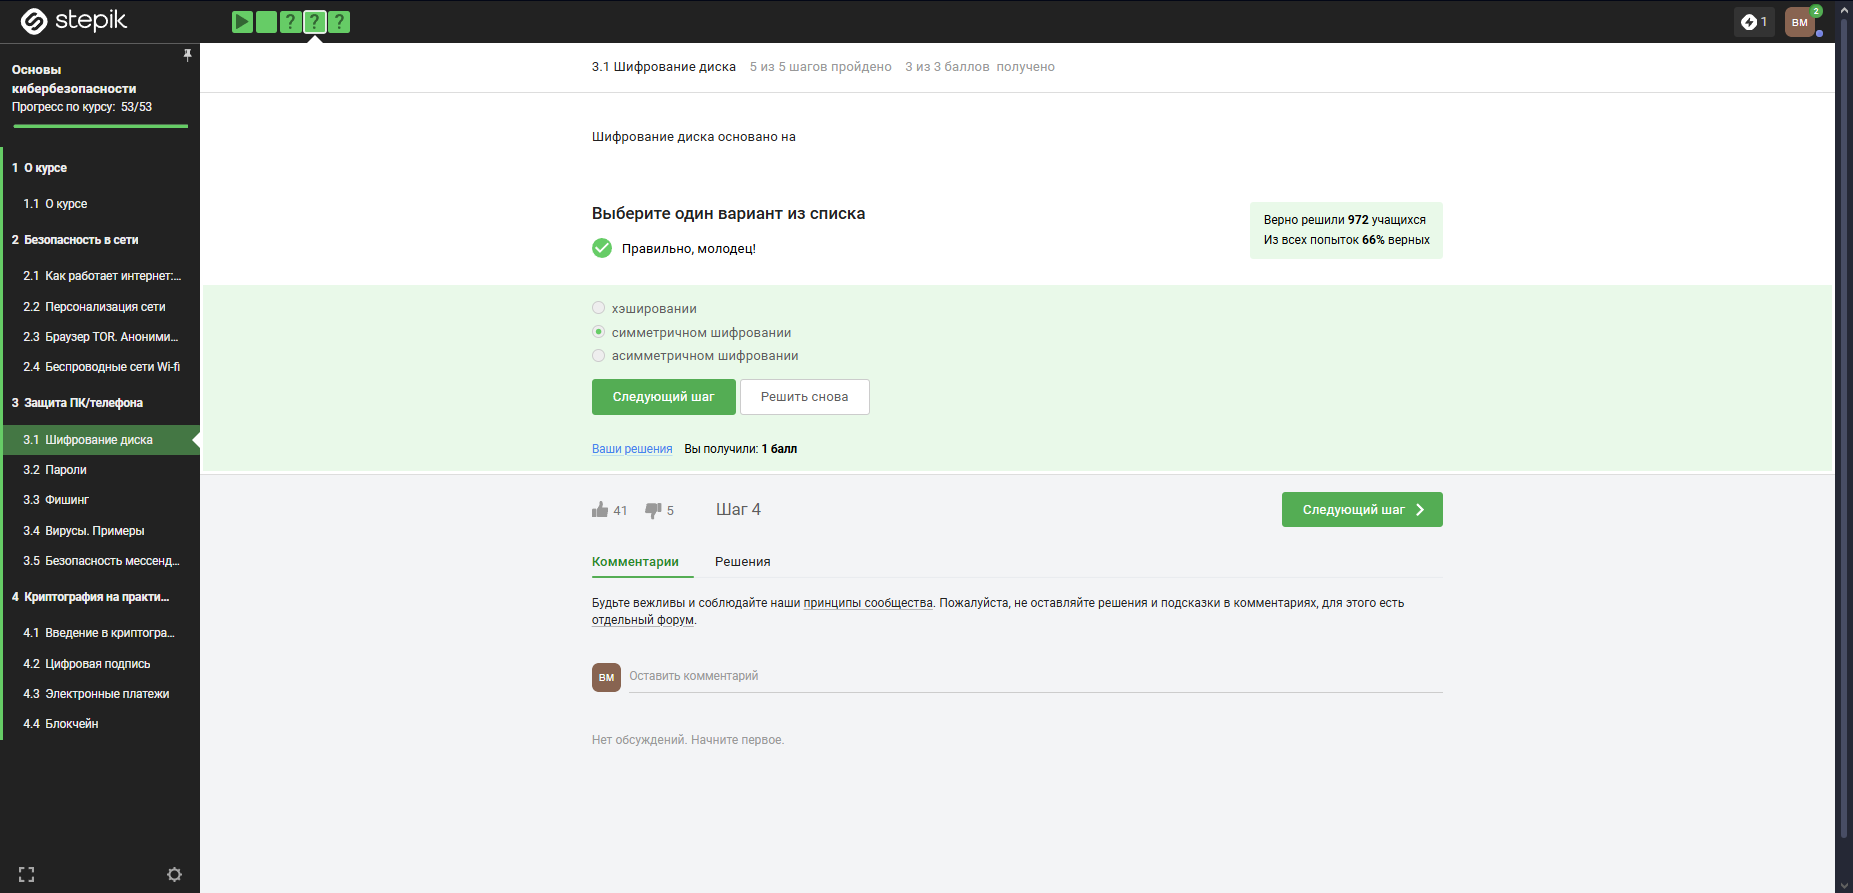 stepik
? ? ?
1
ВМ
2
Основы
кибербезопасности
Прогресс по курсу: 53/53
1 О курсе
1.1 О курсе
2 Безопасность в сети
2.1 Как работает интернет:...
2.2 Персонализация сети
2.3 Браузер TOR. Аноними...
2.4 Беспроводные сети Wi-fi
3 Защита ПК/телефона
3.1 Шифрование диска
3.2 Пароли
3.3 Фишинг
3.4 Вирусы. Примеры
3.5 Безопасность мессенд...
4 Криптография на практи...
4.1 Введение в криптогра...
4.2 Цифровая подпись
4.3 Электронные платежи
4.4 Блокчейн
3.1 Шифрование диска 5 из 5 шагов пройдено 3 из 3 баллов получено
Шифрование диска основано на
Выберите один вариант из списка
Правильно, молодец!
Верно решили 972 учащихся
Из всех попыток 66% верных
хэшировании
симметричном шифровании
асимметричном шифровании
Следующий шаг Решить снова
Ваши решения Вы получили: 1 балл
41 5 Шаг 4 Следующий шаг
Комментарии Решения
Будьте вежливы и соблюдайте наши принципы сообщества. Пожалуйста, не оставляйте решения и подсказки в комментариях, для этого есть
отдельный форум.
ВМ Оставить комментарий
Нет обсуждений. Начните первое.